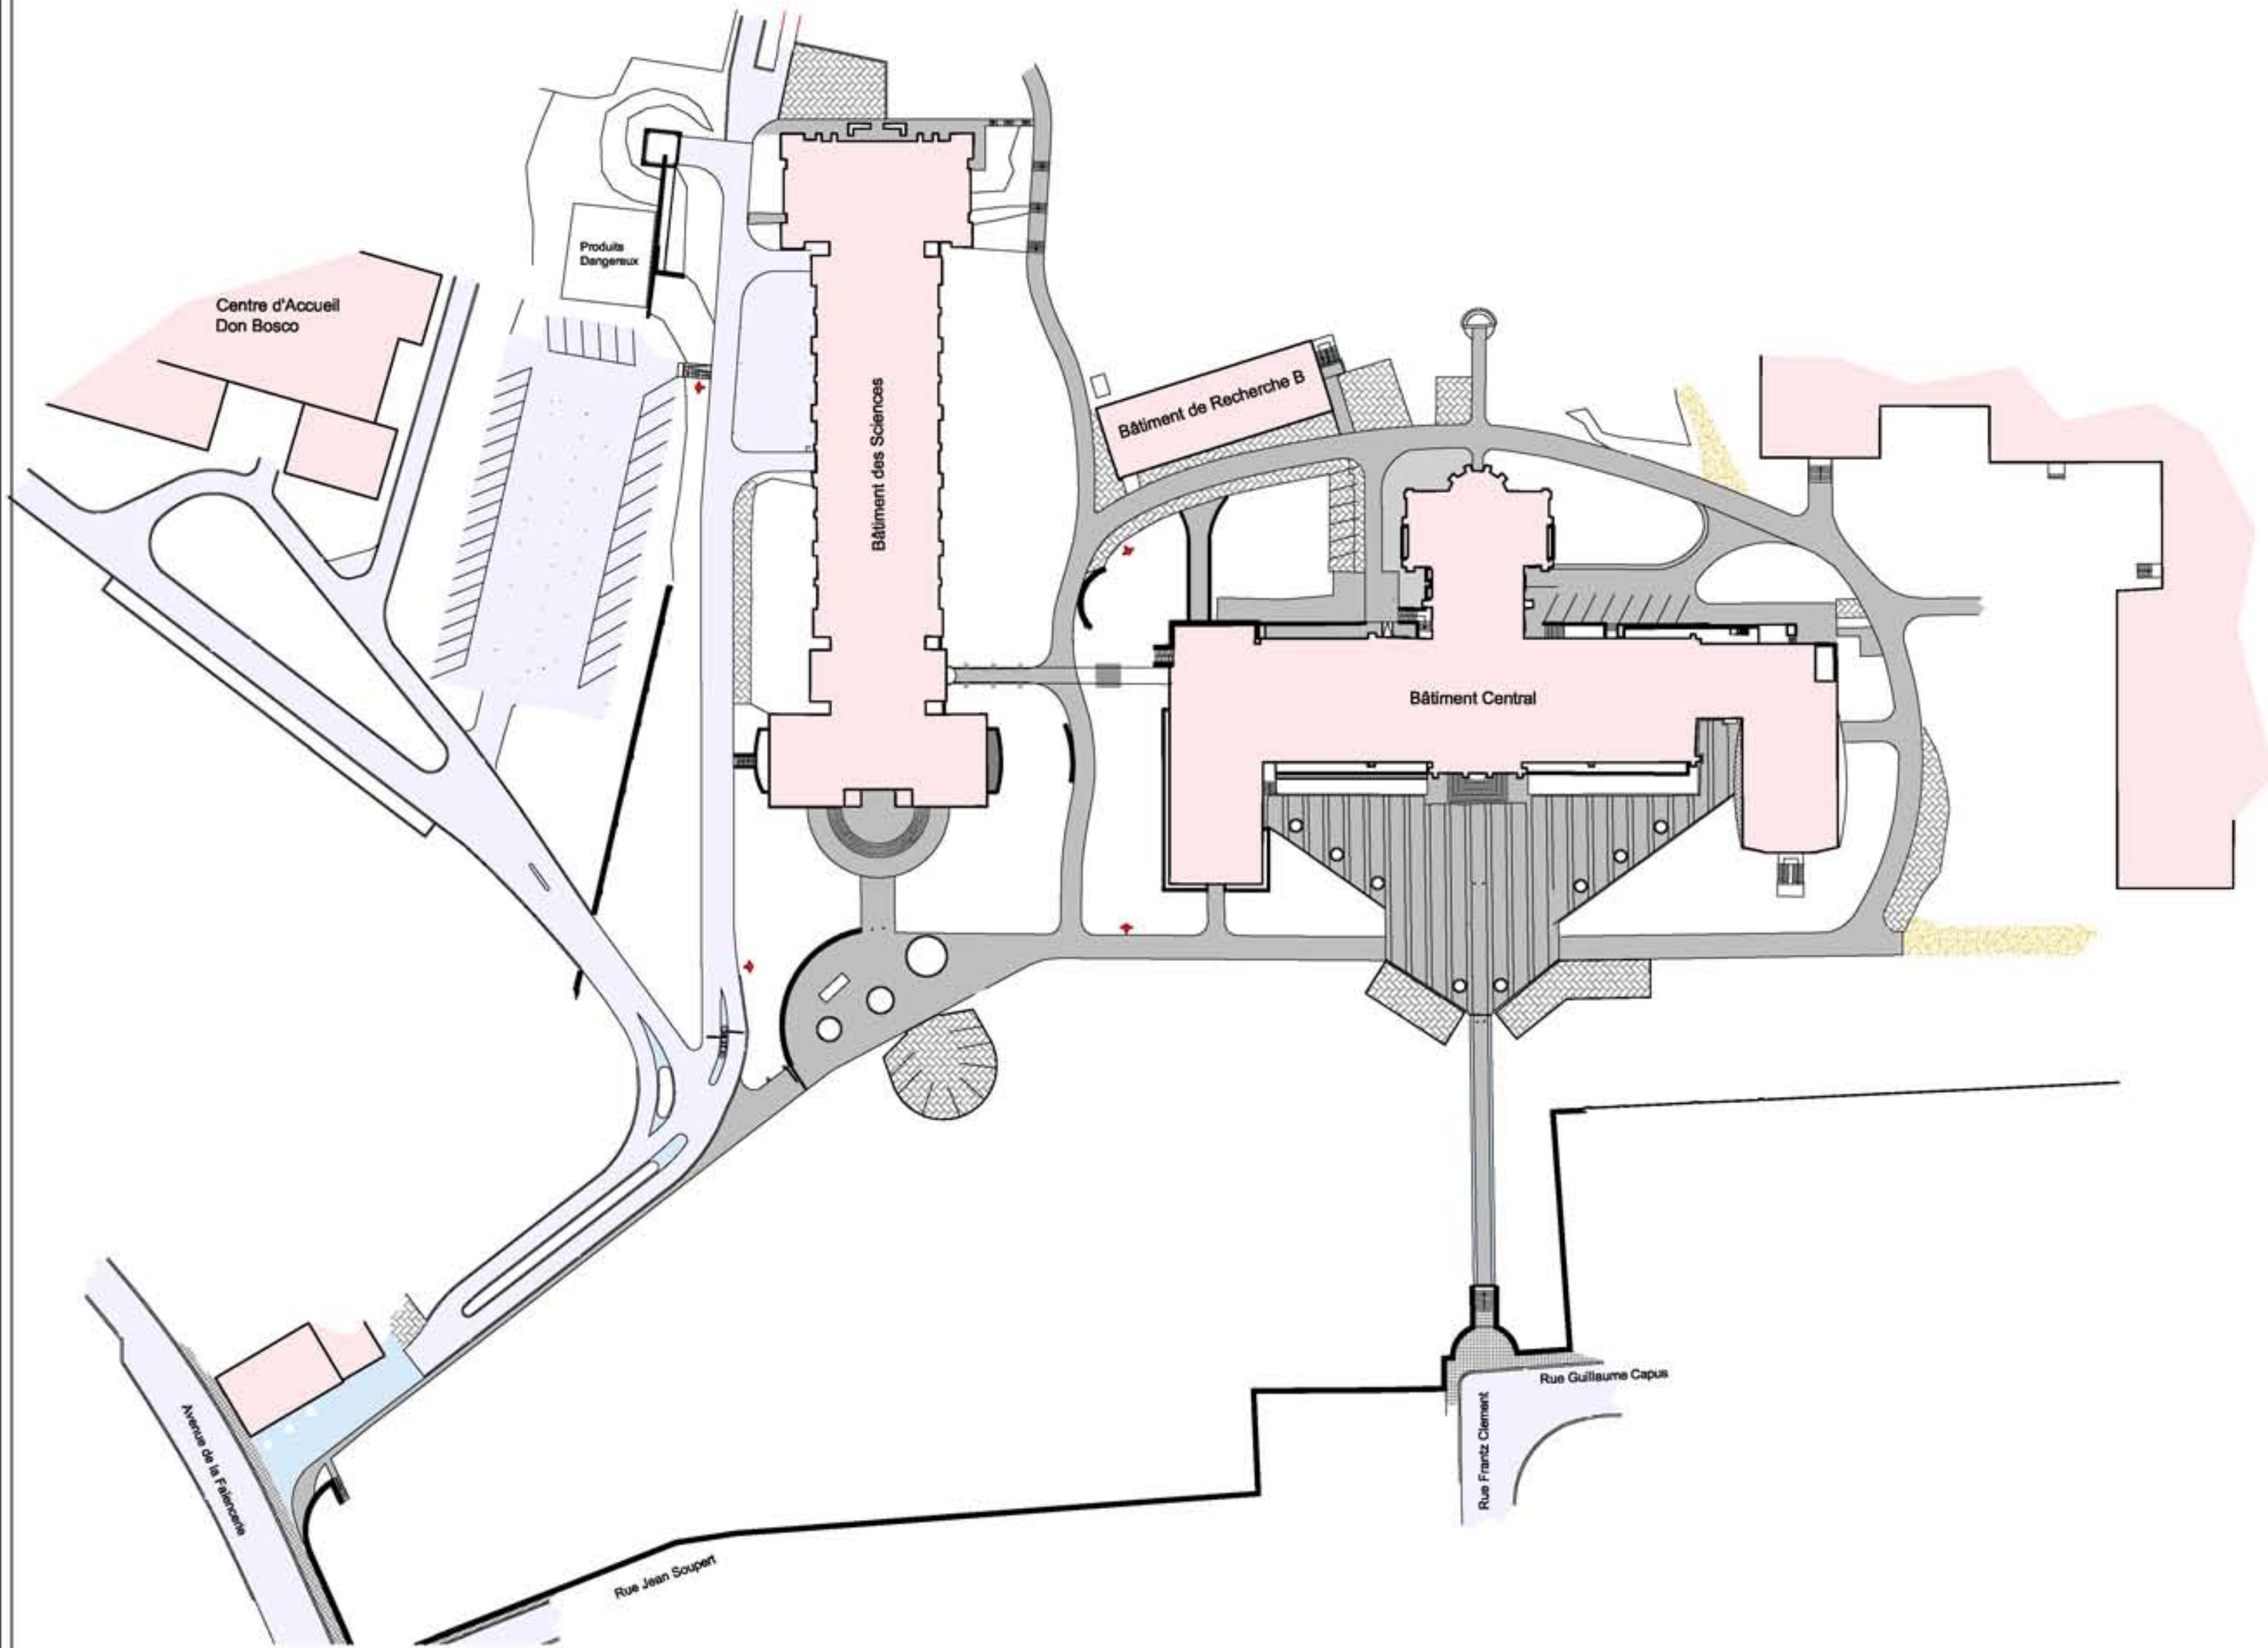 Produits
Dangereux
Centre d'Accueil
Don Bosco
Bâtiment des Sciences
Bâtiment de Recherche B
Bâtiment Central
Rue Guillaume Capus
Rue Frantz Clement
Avenue de la Faïencerie
Rue Jean Soupert